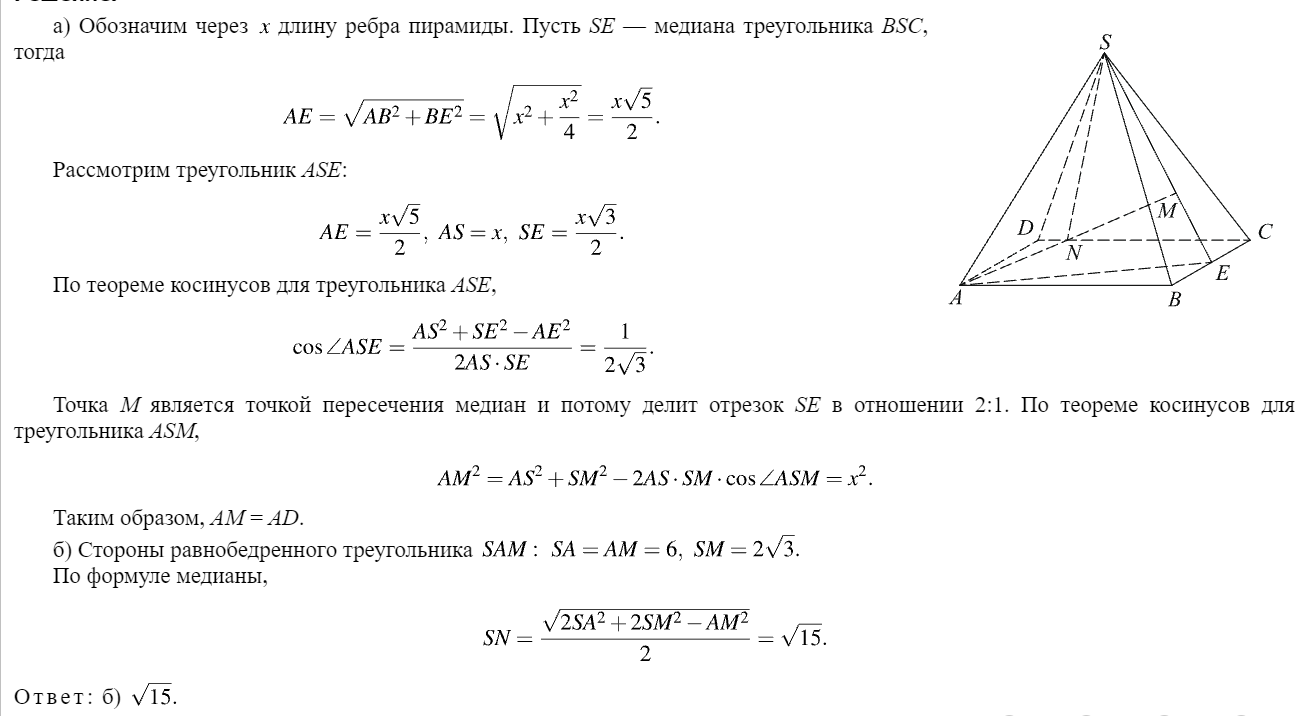 а) Обозначим через x длину ребра пирамиды. Пусть SE — медиана треугольника BSC,
тогда
AE = √(AB² + BE²) = √(x² + x²/4) = x√5/2.
Рассмотрим треугольник ASE:
AE = x√5/2, AS = x, SE = x√3/2.
По теореме косинусов для треугольника ASE,
cos∠ASE = (AS² + SE² − AE²)/(2AS · SE) = 1/(2√3).
Точка M является точкой пересечения медиан и потому делит отрезок SE в отношении 2:1. По теореме косинусов для
треугольника ASM,
AM² = AS² + SM² − 2AS · SM · cos∠ASM = x².
Таким образом, AM = AD.
б) Стороны равнобедренного треугольника SAM : SA = AM = 6, SM = 2√3.
По формуле медианы,
SN = √(2SA² + 2SM² − AM²)/2 = √15.
Ответ: б) √15.
S
M
D
C
N
E
A
B